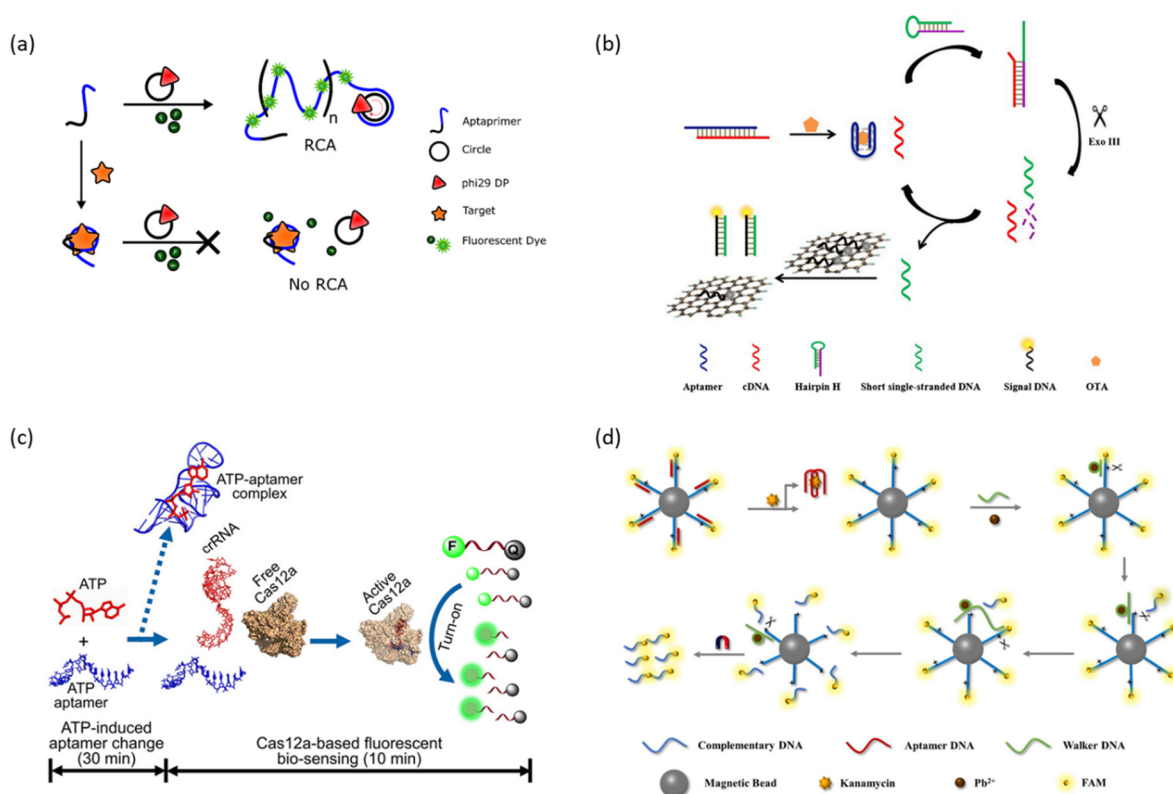 (a)
RCA
n
No RCA
Aptaprimer
Circle
phi29 DP
Target
Fluorescent Dye
(b)
Exo III
Aptamer
cDNA
Hairpin H
Short single-stranded DNA
Signal DNA
OTA
(c)
ATP-aptamer
complex
crRNA
ATP
+
ATP
aptamer
Free
Cas12a
Active
Cas12a
F
Q
Turn-on
ATP-induced
aptamer change
(30 min)
Cas12a-based fluorescent
bio-sensing (10 min)
(d)
Complementary DNA
Aptamer DNA
Walker DNA
Magnetic Bead
Kanamycin
Pb²⁺
FAM